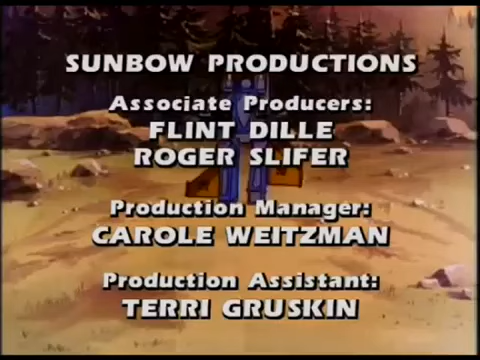 SUNBOW PRODUCTIONS
Associate Producers:
FLINT DILLE
ROGER SLIFER
Production Manager:
CAROLE WEITZMAN
Production Assistant:
TERRI GRUSKIN